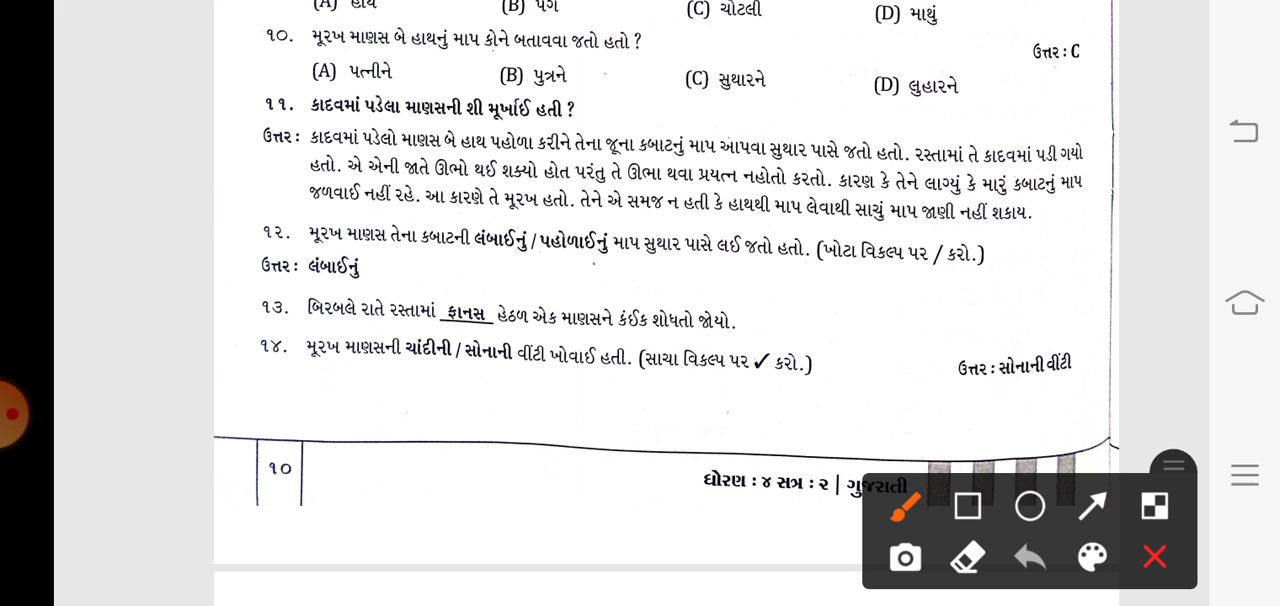 (A) હાથ (B) પગ (C) ચોટલી (D) માથું
૧૦. મૂરખ માણસ બે હાથનું માપ કોને બતાવવા જતો હતો ? ઉત્તર : C
(A) પત્નીને (B) પુત્રને (C) સુથારને (D) લુહારને
૧૧. કાદવમાં પડેલા માણસની શી મૂર્ખાઈ હતી ?
ઉત્તર : કાદવમાં પડેલો માણસ બે હાથ પહોળા કરીને તેના જૂના કબાટનું માપ આપવા સુથાર પાસે જતો હતો. રસ્તામાં તે કાદવમાં પડી ગયો
હતો. એ એની જાતે ઊભો થઈ શક્યો હોત પરંતુ તે ઊભા થવા પ્રયત્ન નહોતો કરતો. કારણ કે તેને લાગ્યું કે મારું કબાટનું માપ
જળવાઈ નહીં રહે. આ કારણે તે મૂરખ હતો. તેને એ સમજ ન હતી કે હાથથી માપ લેવાથી સાચું માપ જાણી નહીં શકાય.
૧૨. મૂરખ માણસ તેના કબાટની લંબાઈનું / પહોળાઈનું માપ સુથાર પાસે લઈ જતો હતો. (ખોટા વિકલ્પ પર / કરો.)
ઉત્તર : લંબાઈનું
૧૩. બિરબલે રાતે રસ્તામાં ફાનસ હેઠળ એક માણસને કંઈક શોધતો જોયો.
૧૪. મૂરખ માણસની ચાંદીની / સોનાની વીંટી ખોવાઈ હતી. (સાચા વિકલ્પ પર ✓ કરો.) ઉત્તર : સોનાની વીંટી
૧૦
ધોરણ : ૪ સત્ર : ૨ | ગુજરાતી